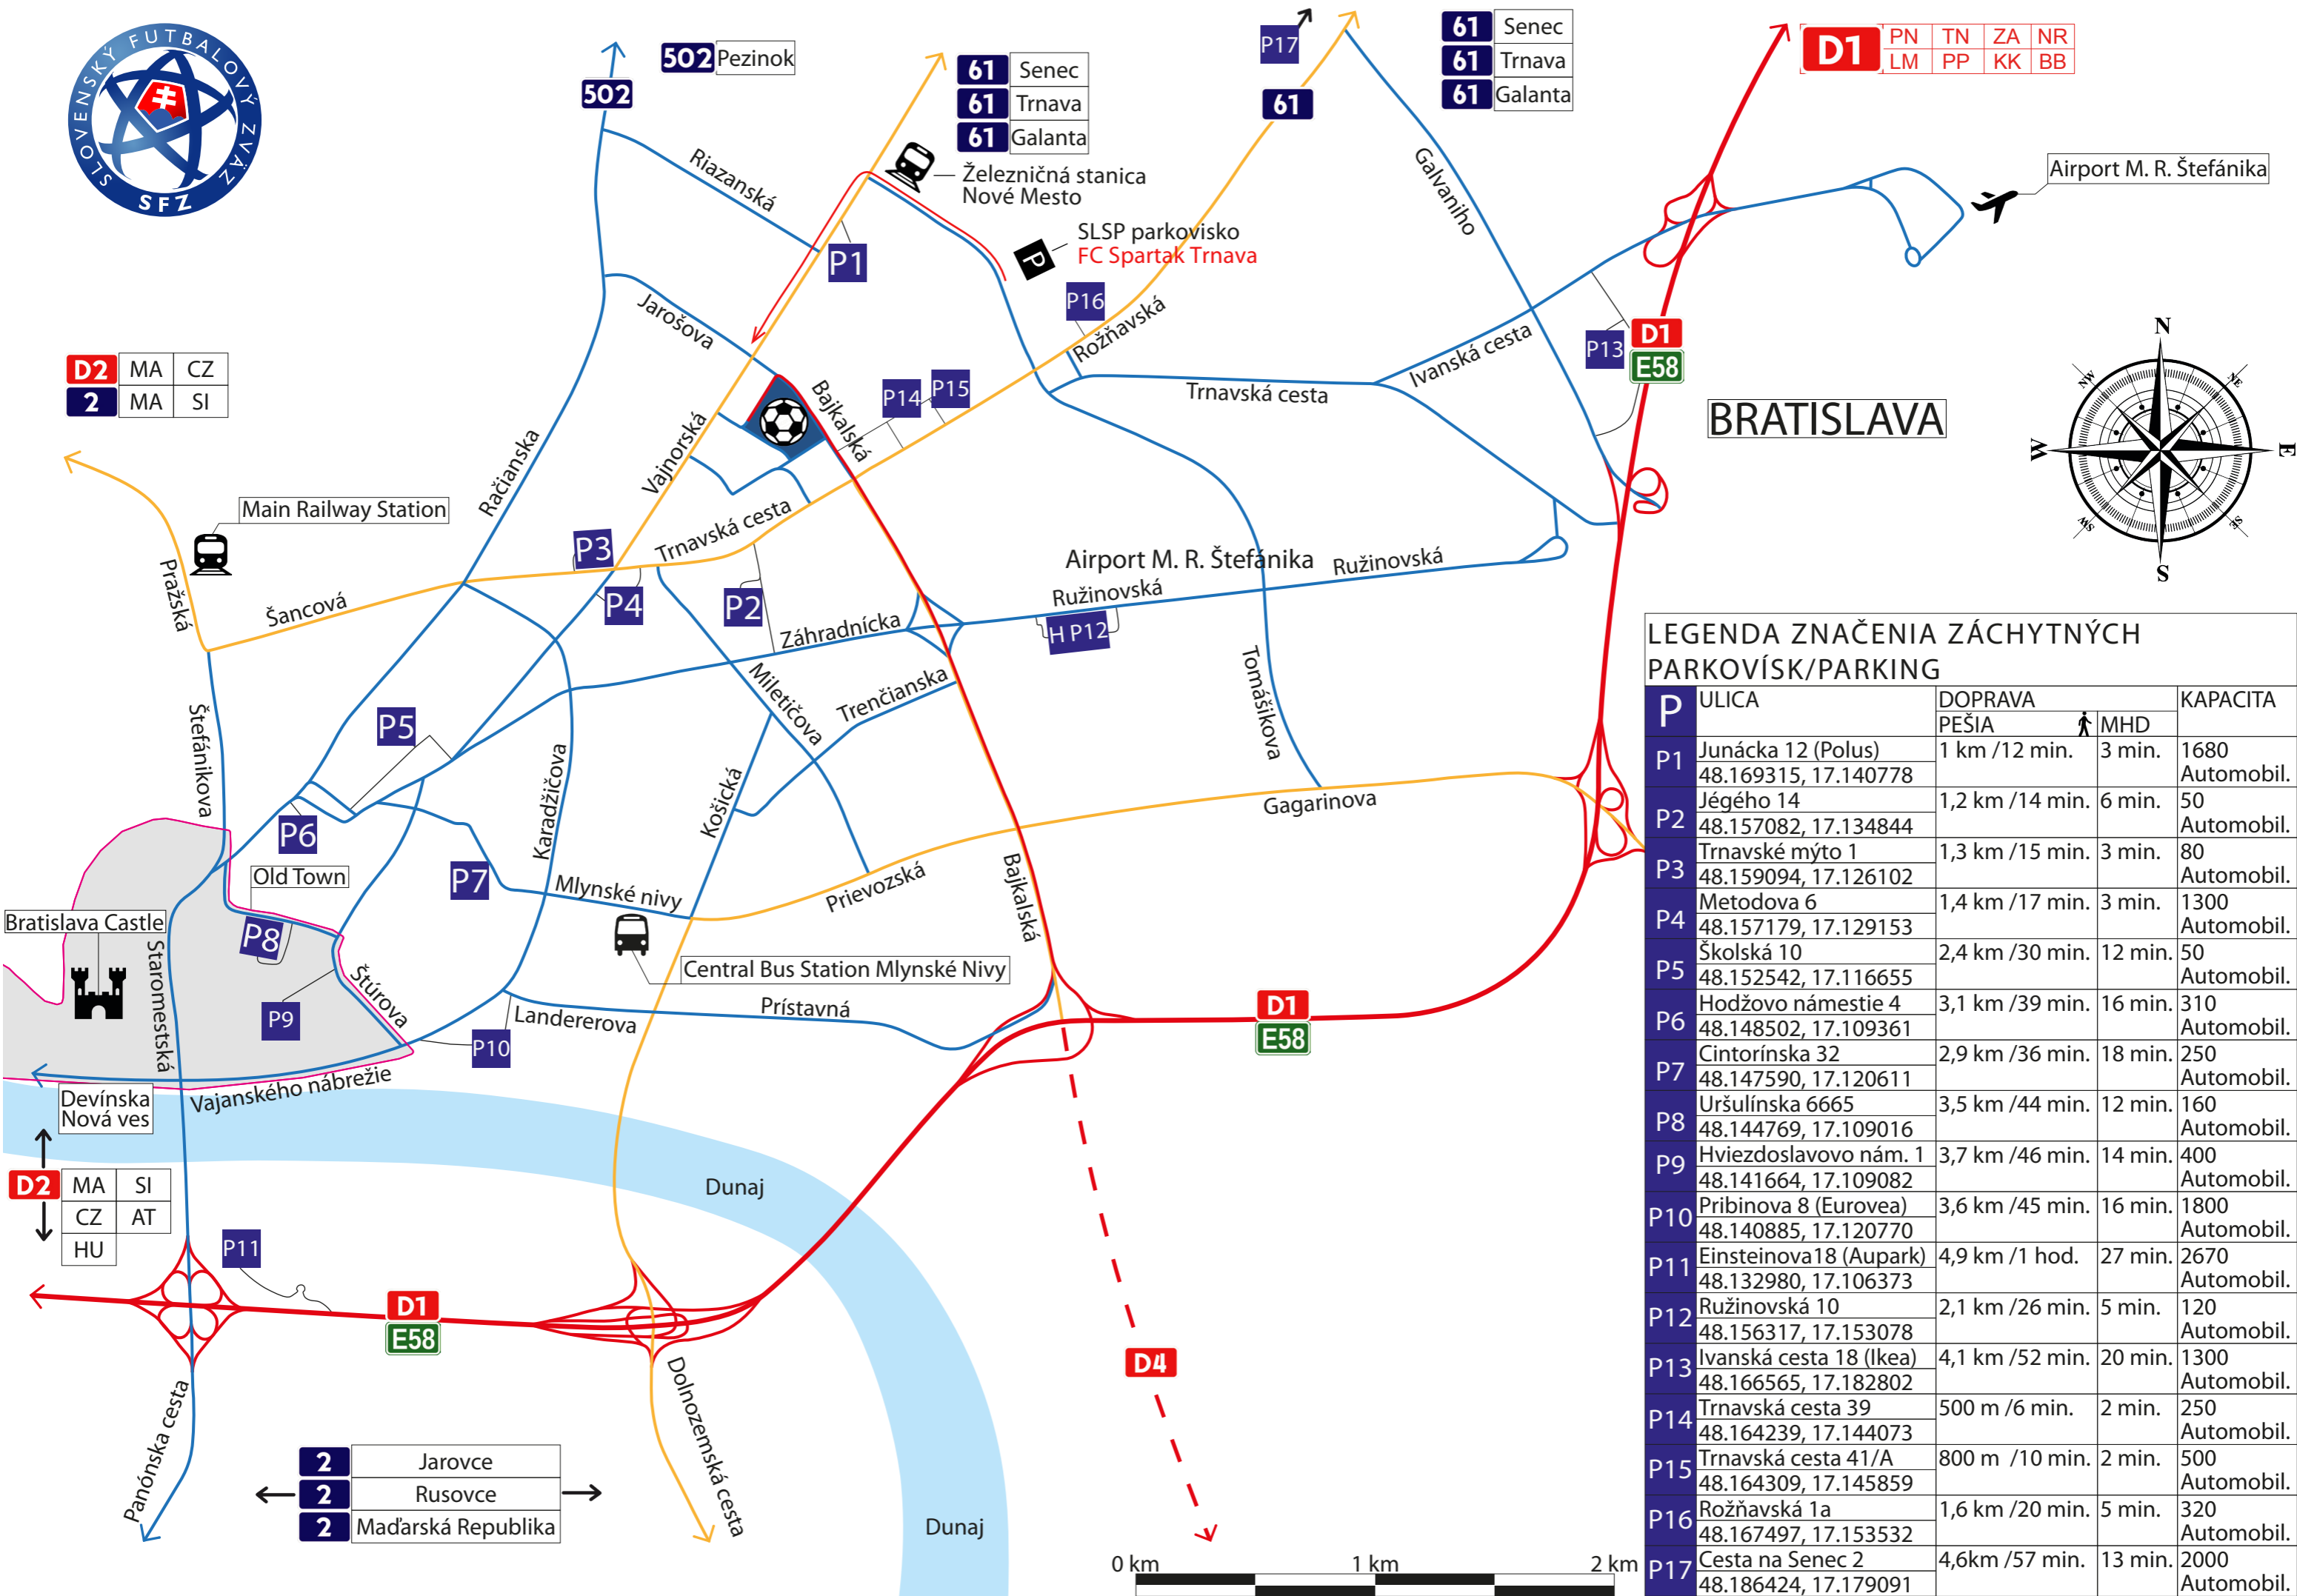 SLOVENSKÝ FUTBALOVÝ ZVÄZ
SFZ
502 Pezinok
502
61 Senec
61 Trnava
61 Galanta
P17
61
61 Senec
61 Trnava
61 Galanta
D1 PN TN ZA NR
LM PP KK BB
Airport M. R. Štefánika
Riazanská
Železničná stanica
Nové Mesto
P1
SLSP parkovisko
FC Spartak Trnava
P
Galvaniho
P16
Rožňavská
Jarošova
D2 MA CZ
2 MA SI
Ivanská cesta
P13
D1
E58
BRATISLAVA
N
NE
E
SE
S
SW
W
NW
Trnavská cesta
Bajkalská
P14
P15
Vajnorská
Račianska
Main Railway Station
Pražská
Šancová
P3
Trnavská cesta
P4
P2
Airport M. R. Štefánika
Ružinovská
Ružinovská
Záhradnícka
H P12
Miletičova
Trenčianska
Tomášikova
Štefánikova
P5
Karadžičova
Košická
Gagarinova
P6
Old Town
P7
Mlynské nivy
Prievozská
Bajkalská
Bratislava Castle
P8
Staromestská
Central Bus Station Mlynské Nivy
P9
Štúrova
Landererova
Prístavná
P10
D1
E58
Vajanského nábrežie
Devínska
Nová ves
D2 MA SI
CZ AT
HU
Dunaj
P11
D1
E58
D4
Panónska cesta
Dolnozemská cesta
2 Jarovce
2 Rusovce
2 Maďarská Republika
Dunaj
0 km 1 km 2 km
LEGENDA ZNAČENIA ZÁCHYTNÝCH
PARKOVÍSK/PARKING
P ULICA DOPRAVA KAPACITA
PEŠIA MHD
P1 Junácka 12 (Polus) 1 km /12 min. 3 min. 1680
48.169315, 17.140778 Automobil.
P2 Jégého 14 1,2 km /14 min. 6 min. 50
48.157082, 17.134844 Automobil.
P3 Trnavské mýto 1 1,3 km /15 min. 3 min. 80
48.159094, 17.126102 Automobil.
P4 Metodova 6 1,4 km /17 min. 3 min. 1300
48.157179, 17.129153 Automobil.
P5 Školská 10 2,4 km /30 min. 12 min. 50
48.152542, 17.116655 Automobil.
P6 Hodžovo námestie 4 3,1 km /39 min. 16 min. 310
48.148502, 17.109361 Automobil.
P7 Cintorínska 32 2,9 km /36 min. 18 min. 250
48.147590, 17.120611 Automobil.
P8 Uršulínska 6665 3,5 km /44 min. 12 min. 160
48.144769, 17.109016 Automobil.
P9 Hviezdoslavovo nám. 1 3,7 km /46 min. 14 min. 400
48.141664, 17.109082 Automobil.
P10 Pribinova 8 (Eurovea) 3,6 km /45 min. 16 min. 1800
48.140885, 17.120770 Automobil.
P11 Einsteinova18 (Aupark) 4,9 km /1 hod. 27 min. 2670
48.132980, 17.106373 Automobil.
P12 Ružinovská 10 2,1 km /26 min. 5 min. 120
48.156317, 17.153078 Automobil.
P13 Ivanská cesta 18 (Ikea) 4,1 km /52 min. 20 min. 1300
48.166565, 17.182802 Automobil.
P14 Trnavská cesta 39 500 m /6 min. 2 min. 250
48.164239, 17.144073 Automobil.
P15 Trnavská cesta 41/A 800 m /10 min. 2 min. 500
48.164309, 17.145859 Automobil.
P16 Rožňavská 1a 1,6 km /20 min. 5 min. 320
48.167497, 17.153532 Automobil.
P17 Cesta na Senec 2 4,6km /57 min. 13 min. 2000
48.186424, 17.179091 Automobil.